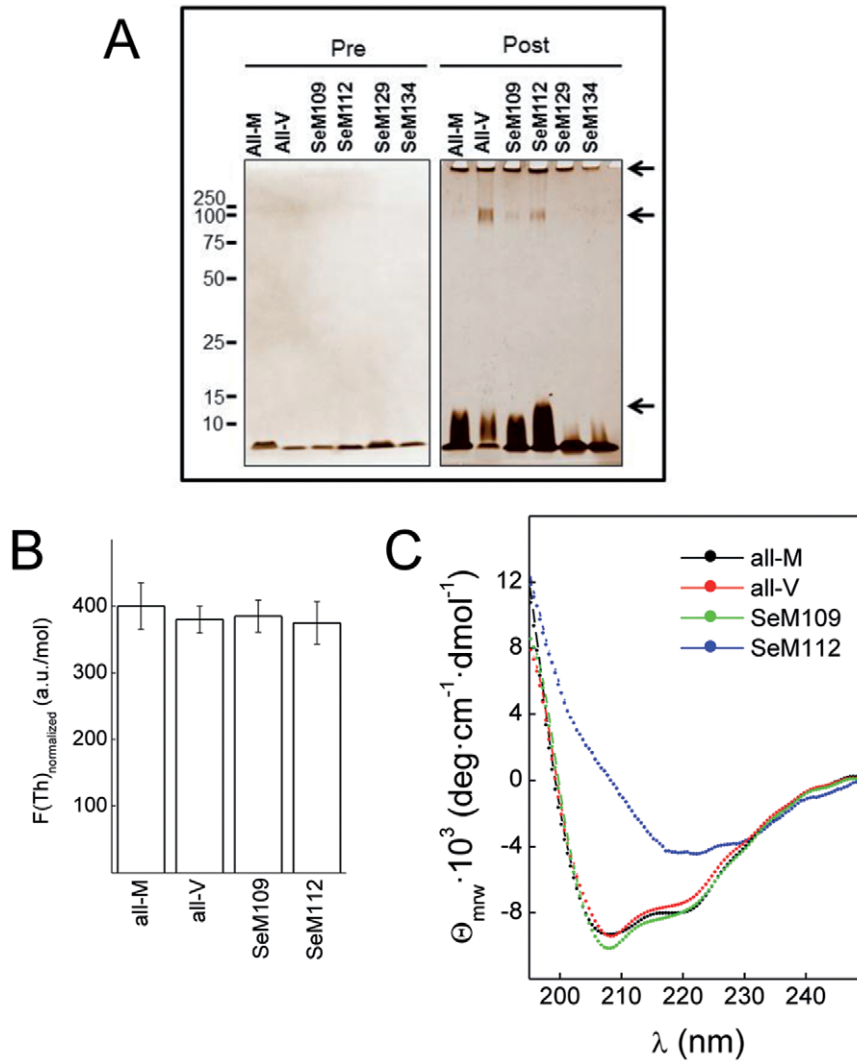 A
Pre Post
All-M All-V SeM109 SeM112 SeM129 SeM134 All-M All-V SeM109 SeM112 SeM129 SeM134
250
100
75
50
25
15
10
B
F(Th)normalized (a.u./mol)
400
300
200
100
all-M all-V SeM109 SeM112
C
Θmrw·10³ (deg·cm⁻¹·dmol⁻¹)
all-M
all-V
SeM109
SeM112
12
8
4
0
-4
-8
200 210 220 230 240
λ (nm)